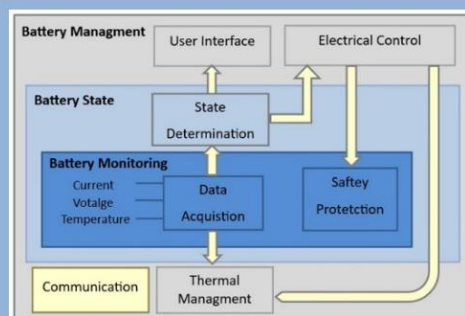 Battery Managment
User Interface
Electrical Control
Battery State
State
Determination
Battery Monitoring
Current
Votalge
Temperature
Data
Acquistion
Saftey
Protetction
Communication
Thermal
Managment